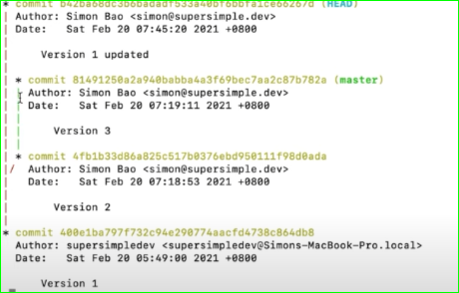 * commit b42ba68dc3b6badadf533a40bf6bbfa1ce66267d (HEAD)
| Author: Simon Bao <simon@supersimple.dev>
| Date:   Sat Feb 20 07:45:20 2021 +0800
|
|     Version 1 updated
|
| * commit 81491250a2a940babba4a3f69bec7aa2c87b782a (master)
| | Author: Simon Bao <simon@supersimple.dev>
| | Date:   Sat Feb 20 07:19:11 2021 +0800
| |
| |     Version 3
| |
| * commit 4fb1b33d86a825c517b0376ebd950111f98d0ada
|/  Author: Simon Bao <simon@supersimple.dev>
|   Date:   Sat Feb 20 07:18:53 2021 +0800
|
|       Version 2
|
* commit 400e1ba797f732c94e290774aacfd4738c864db8
  Author: supersimpledev <supersimpledev@Simons-MacBook-Pro.local>
  Date:   Sat Feb 20 05:49:00 2021 +0800

      Version 1